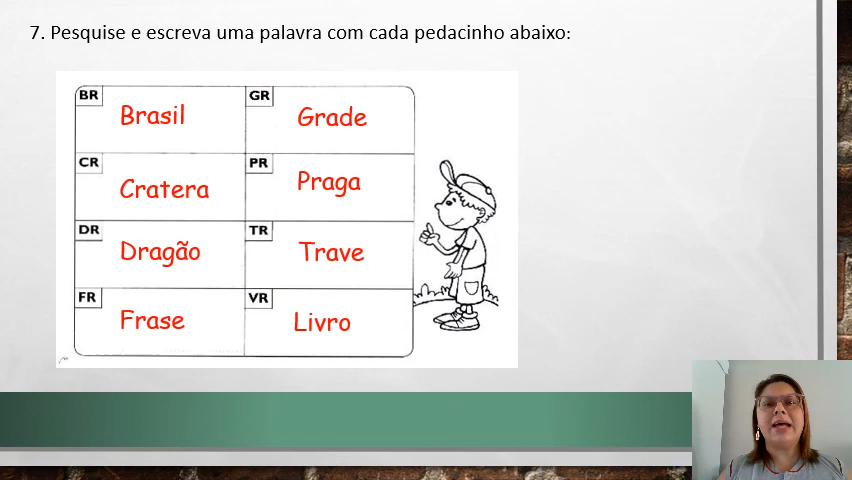 7. Pesquise e escreva uma palavra com cada pedacinho abaixo:
BR
Brasil
GR
Grade
CR
Cratera
PR
Praga
DR
Dragão
TR
Trave
FR
Frase
VR
Livro